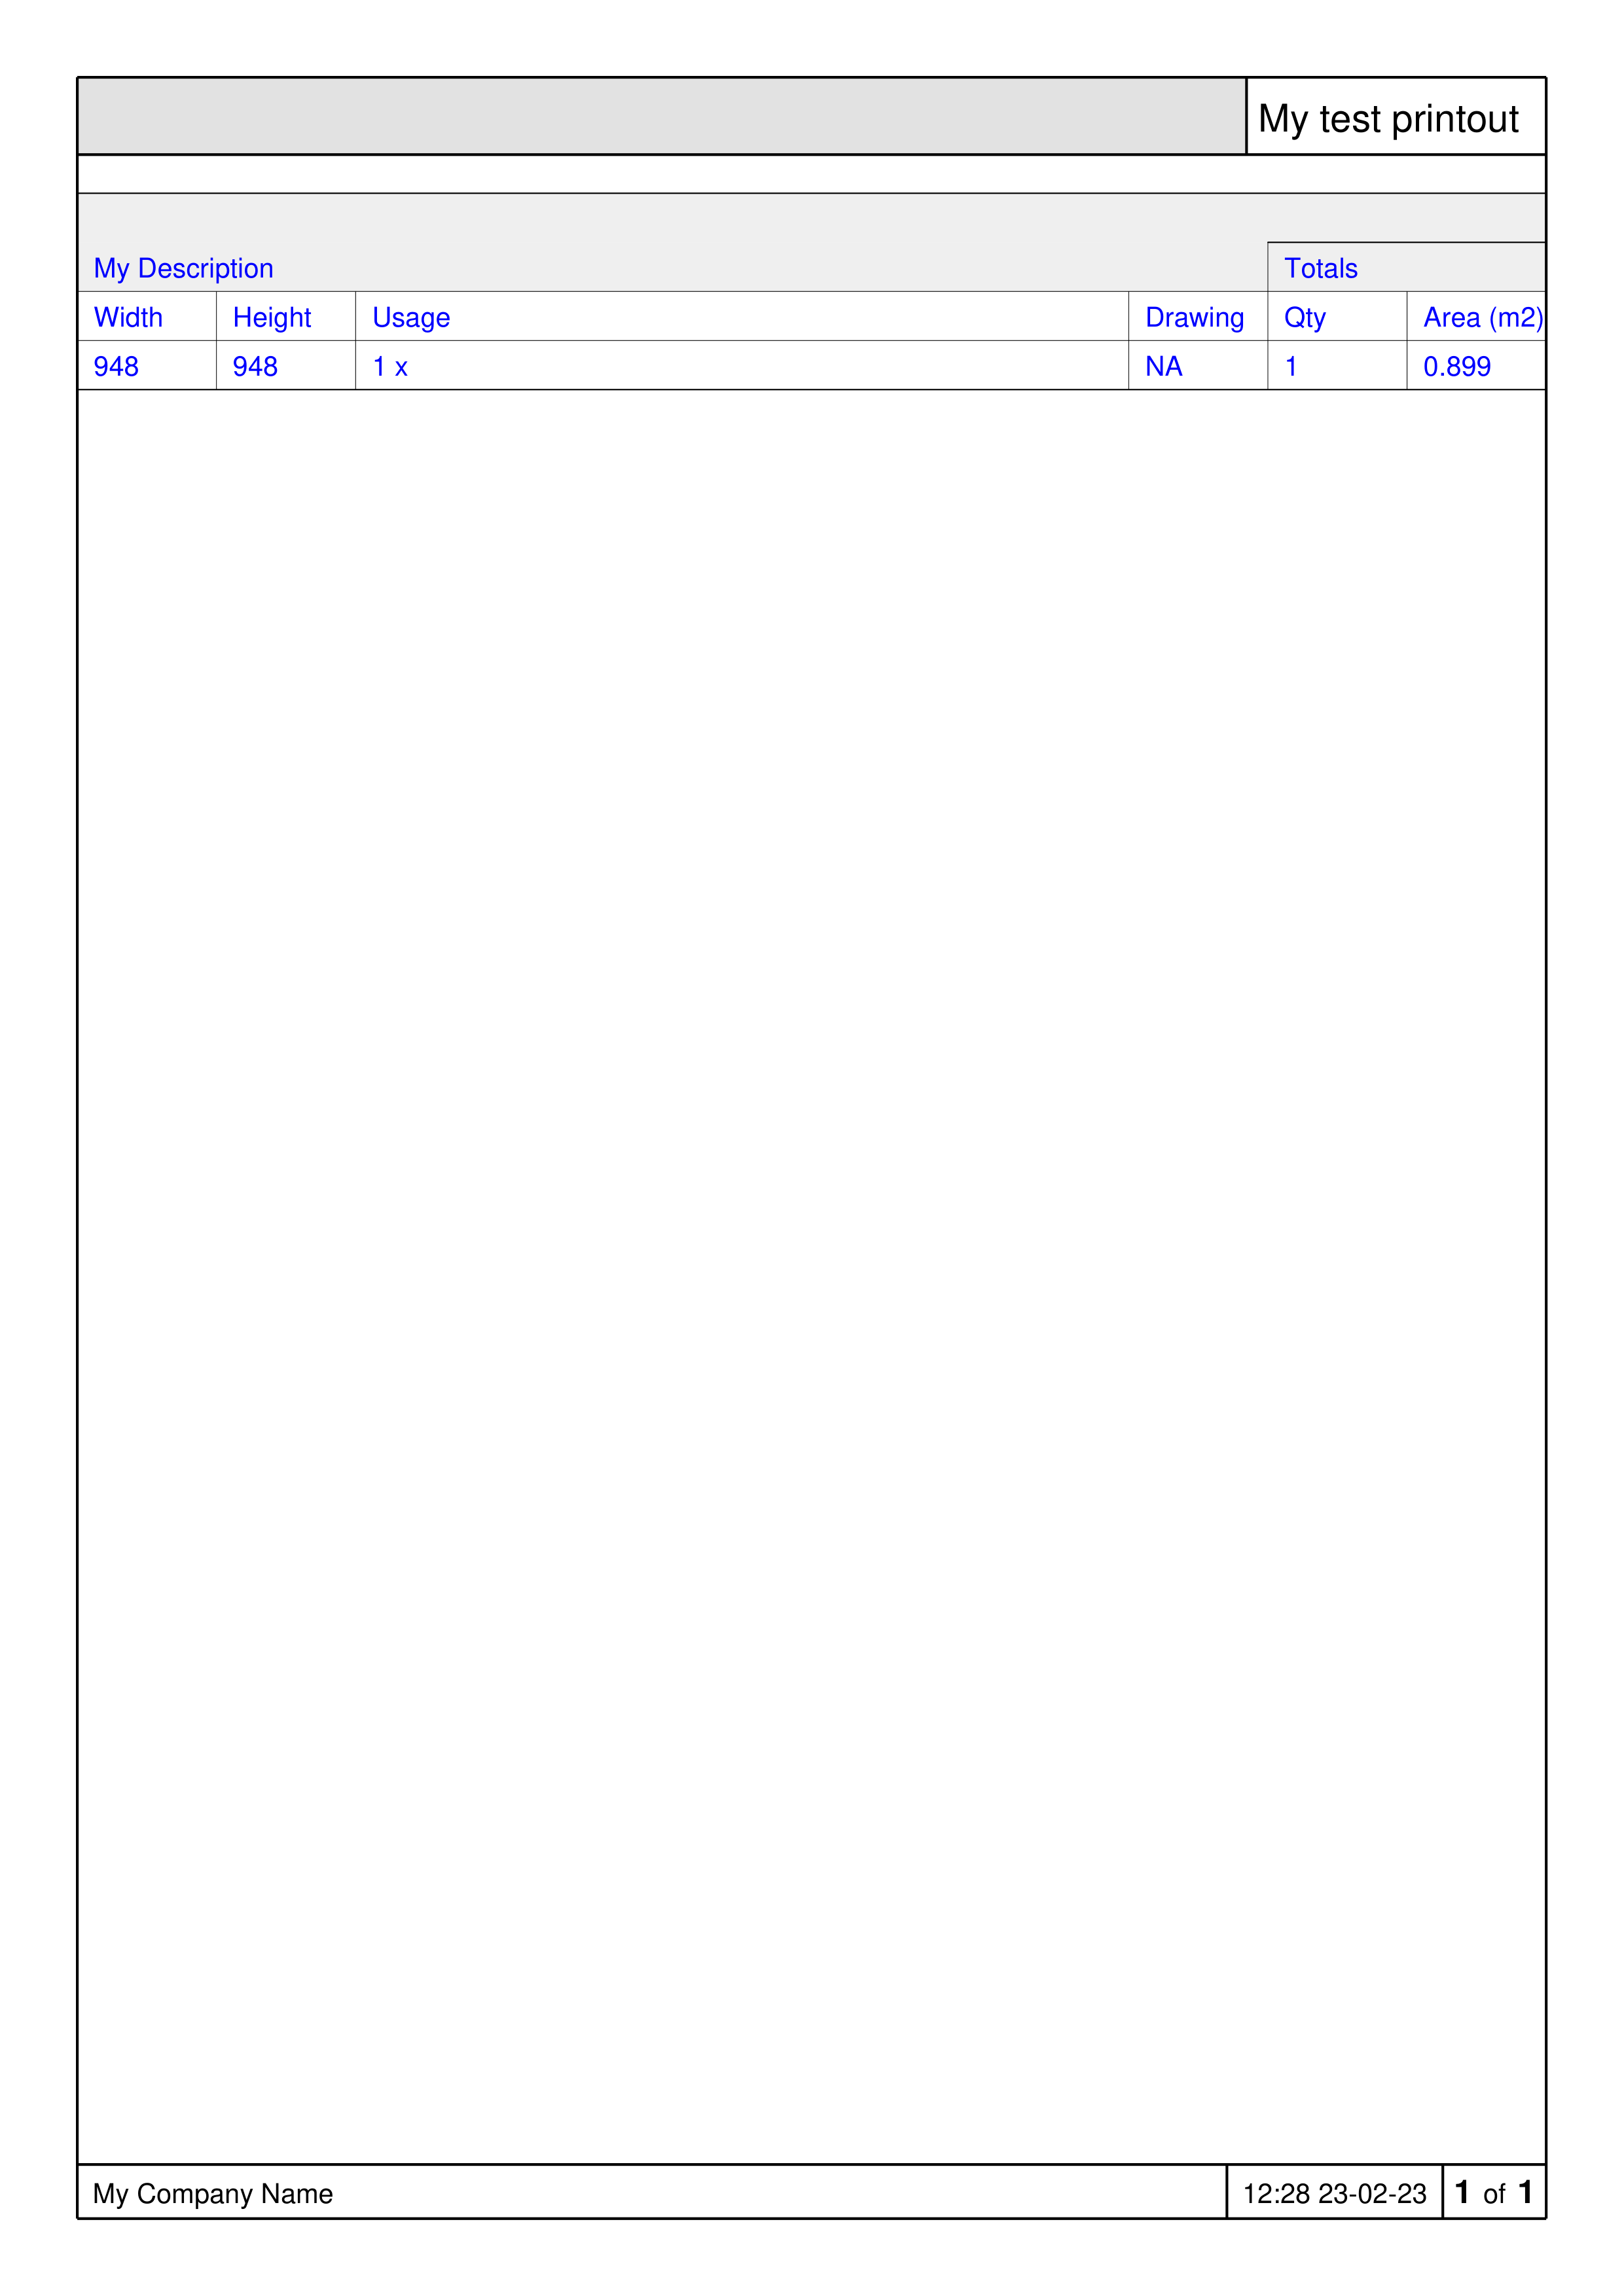 My test printout
My Description Totals
Width Height Usage Drawing Qty Area (m2)
948 948 1 x NA 1 0.899
My Company Name 12:28 23-02-23 1 of 1